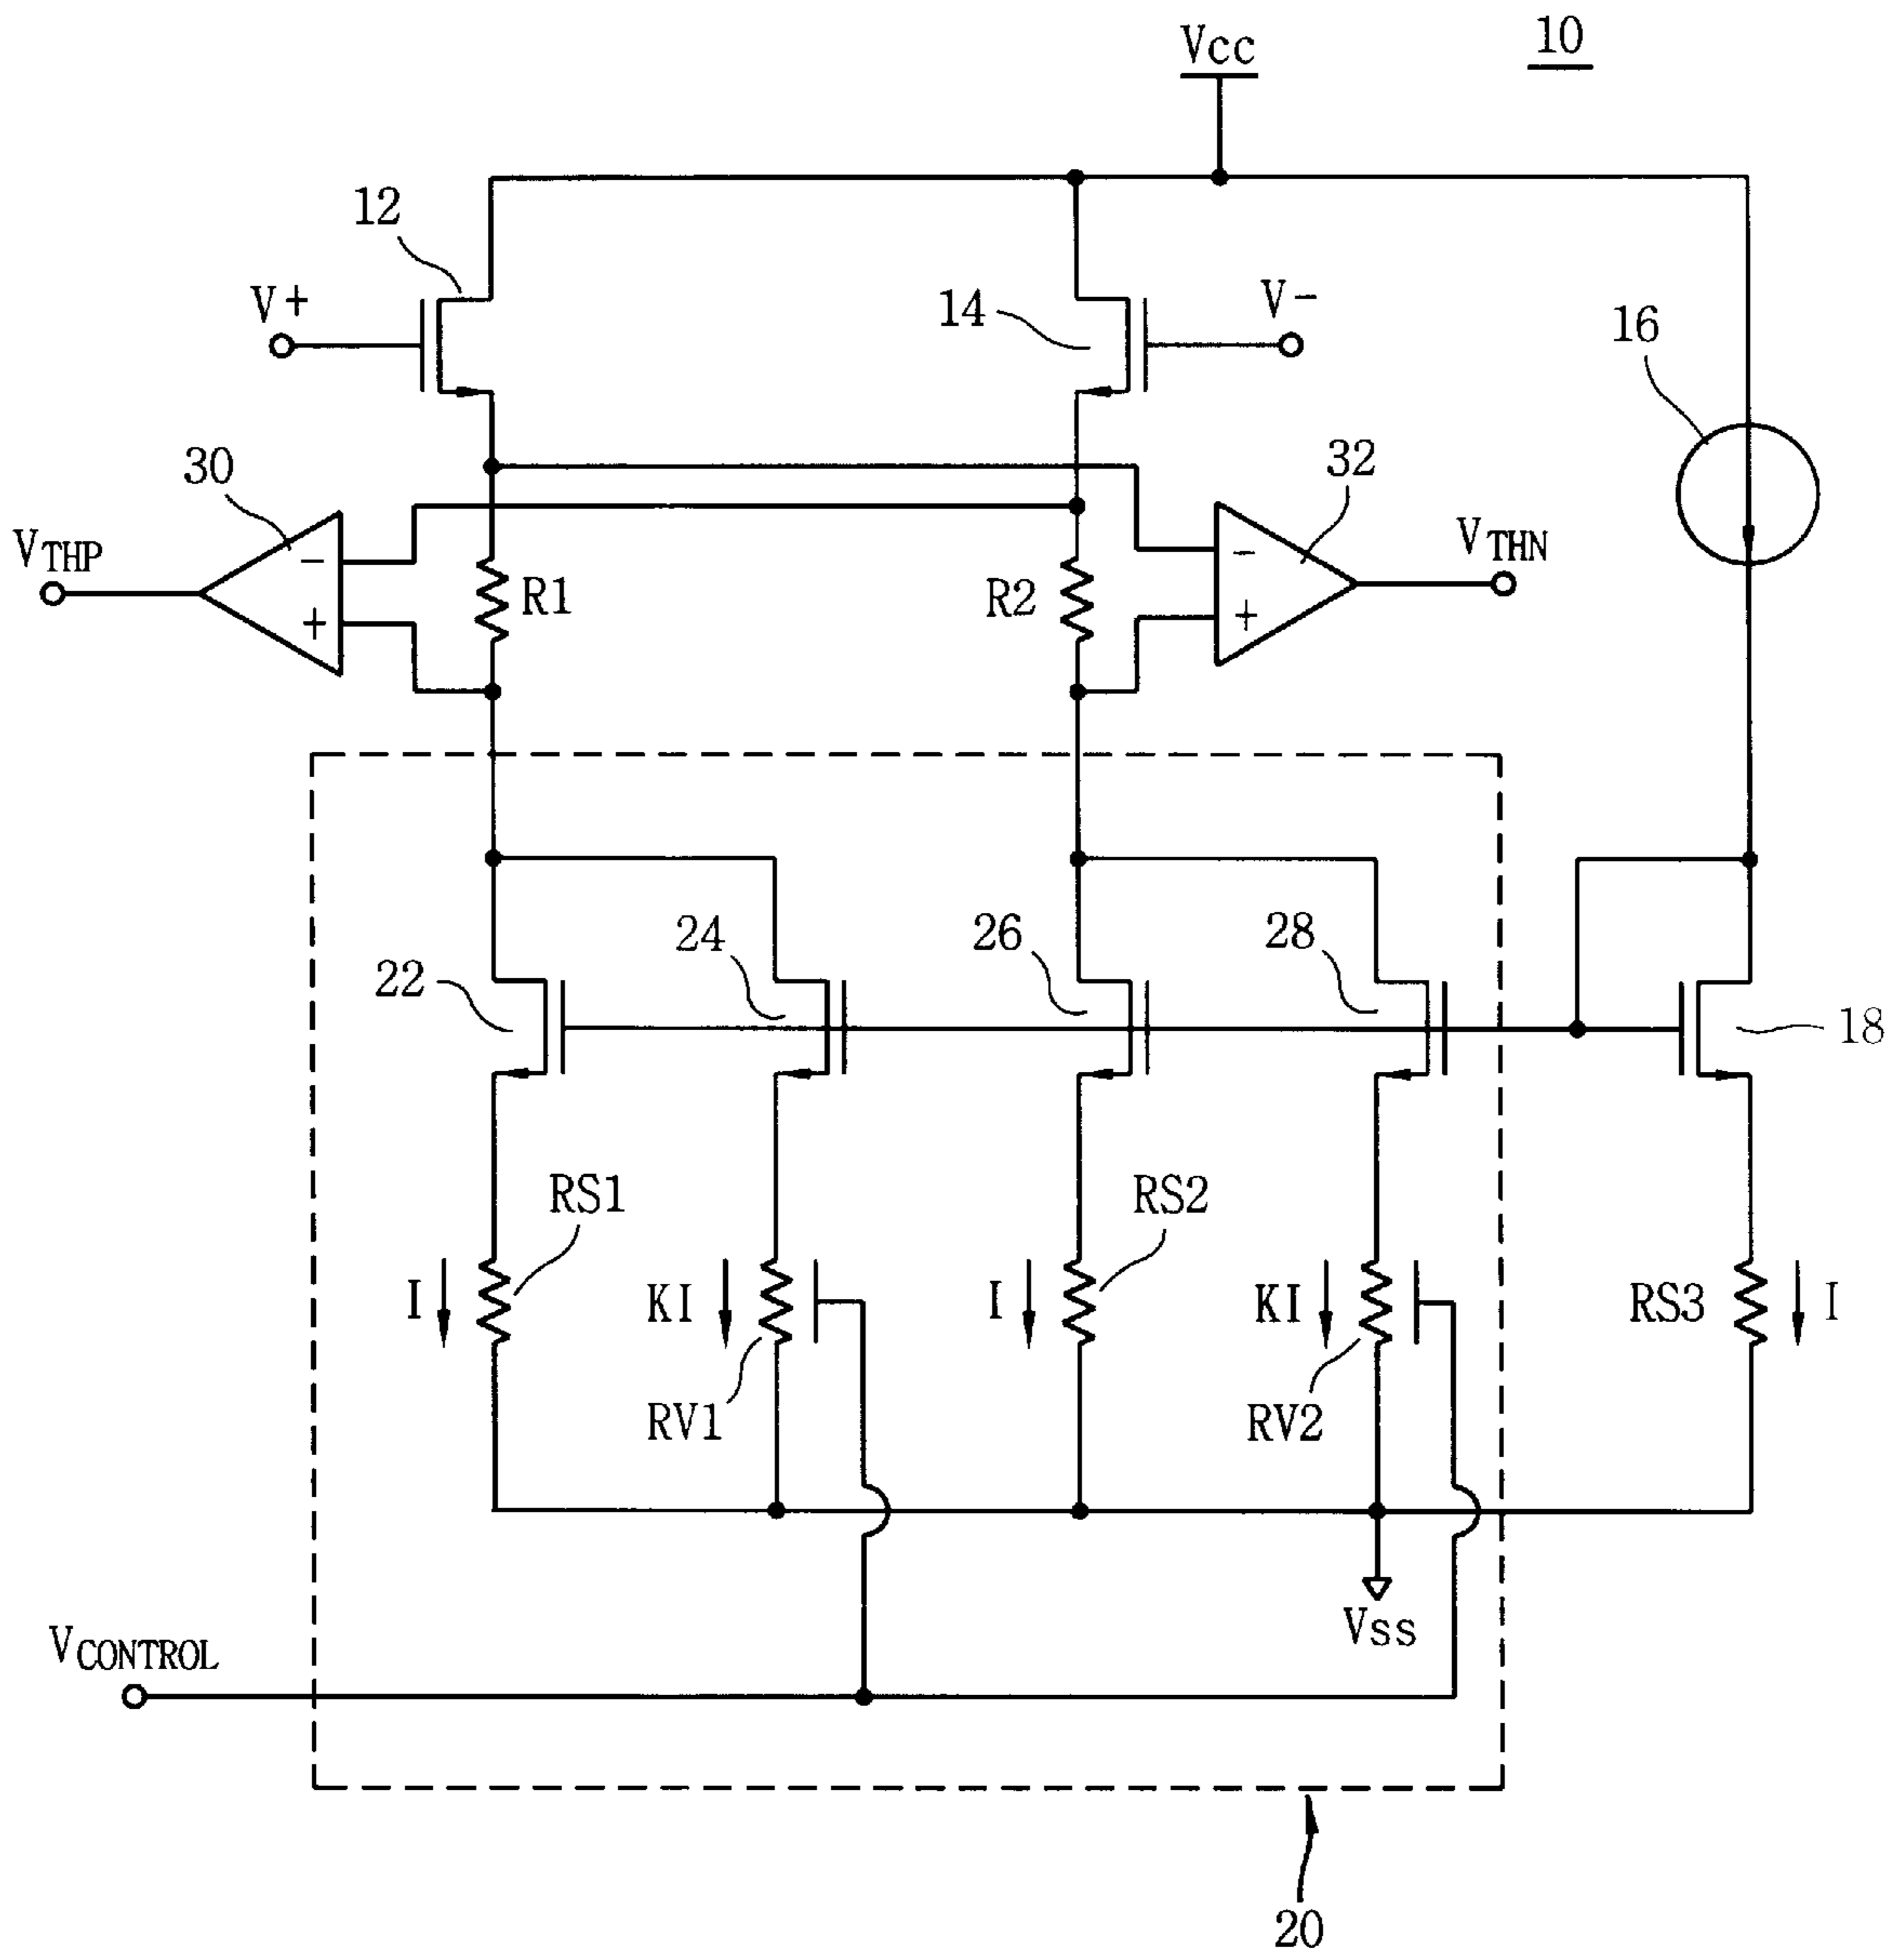 10
VCC
12
V+
14
V-
16
30
32
VTHP
VTHN
-
+
R1
R2
-
+
22
24
26
28
18
RS1
RS2
I
KI
I
KI
RS3
I
RV1
RV2
VSS
VCONTROL
20